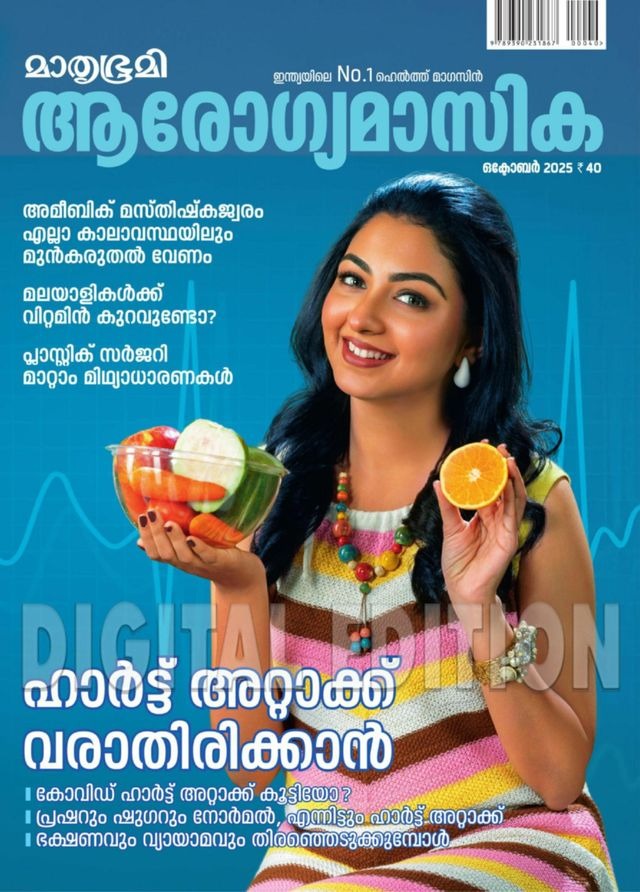 9789390231867 00040>
മാതൃഭൂമി
ഇന്ത്യയിലെ No.1 ഹെൽത്ത് മാഗസിൻ
ആരോഗ്യമാസിക
ഒക്ടോബർ 2025 ₹ 40
അമീബിക് മസ്തിഷ്കജ്വരം
എല്ലാ കാലാവസ്ഥയിലും
മുൻകരുതൽ വേണം
മലയാളികൾക്ക്
വിറ്റമിൻ കുറവുണ്ടോ?
പ്ലാസ്റ്റിക് സർജറി
മാറ്റാം മിഥ്യാധാരണകൾ
DIGITAL EDITION
ഹാർട്ട് അറ്റാക്ക്
വരാതിരിക്കാൻ
കോവിഡ് ഹാർട്ട് അറ്റാക്ക് കൂട്ടിയോ?
പ്രഷറും ഷുഗറും നോർമൽ, എന്നിട്ടും ഹാർട്ട് അറ്റാക്ക്
ഭക്ഷണവും വ്യായാമവും തിരഞ്ഞെടുക്കുമ്പോൾ